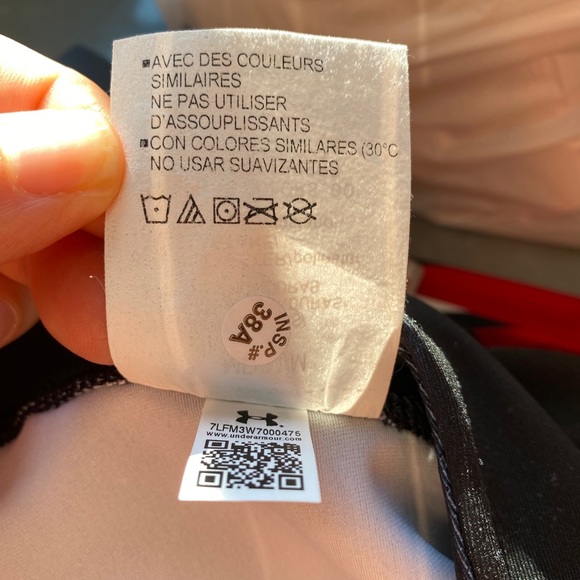 AVEC DES COULEURS
SIMILAIRES
NE PAS UTILISER
D'ASSOUPLISSANTS
CON COLORES SIMILARES (30°C
NO USAR SUAVIZANTES
INSP.#
38A
7LFM3W7000475
www.underarmour.com